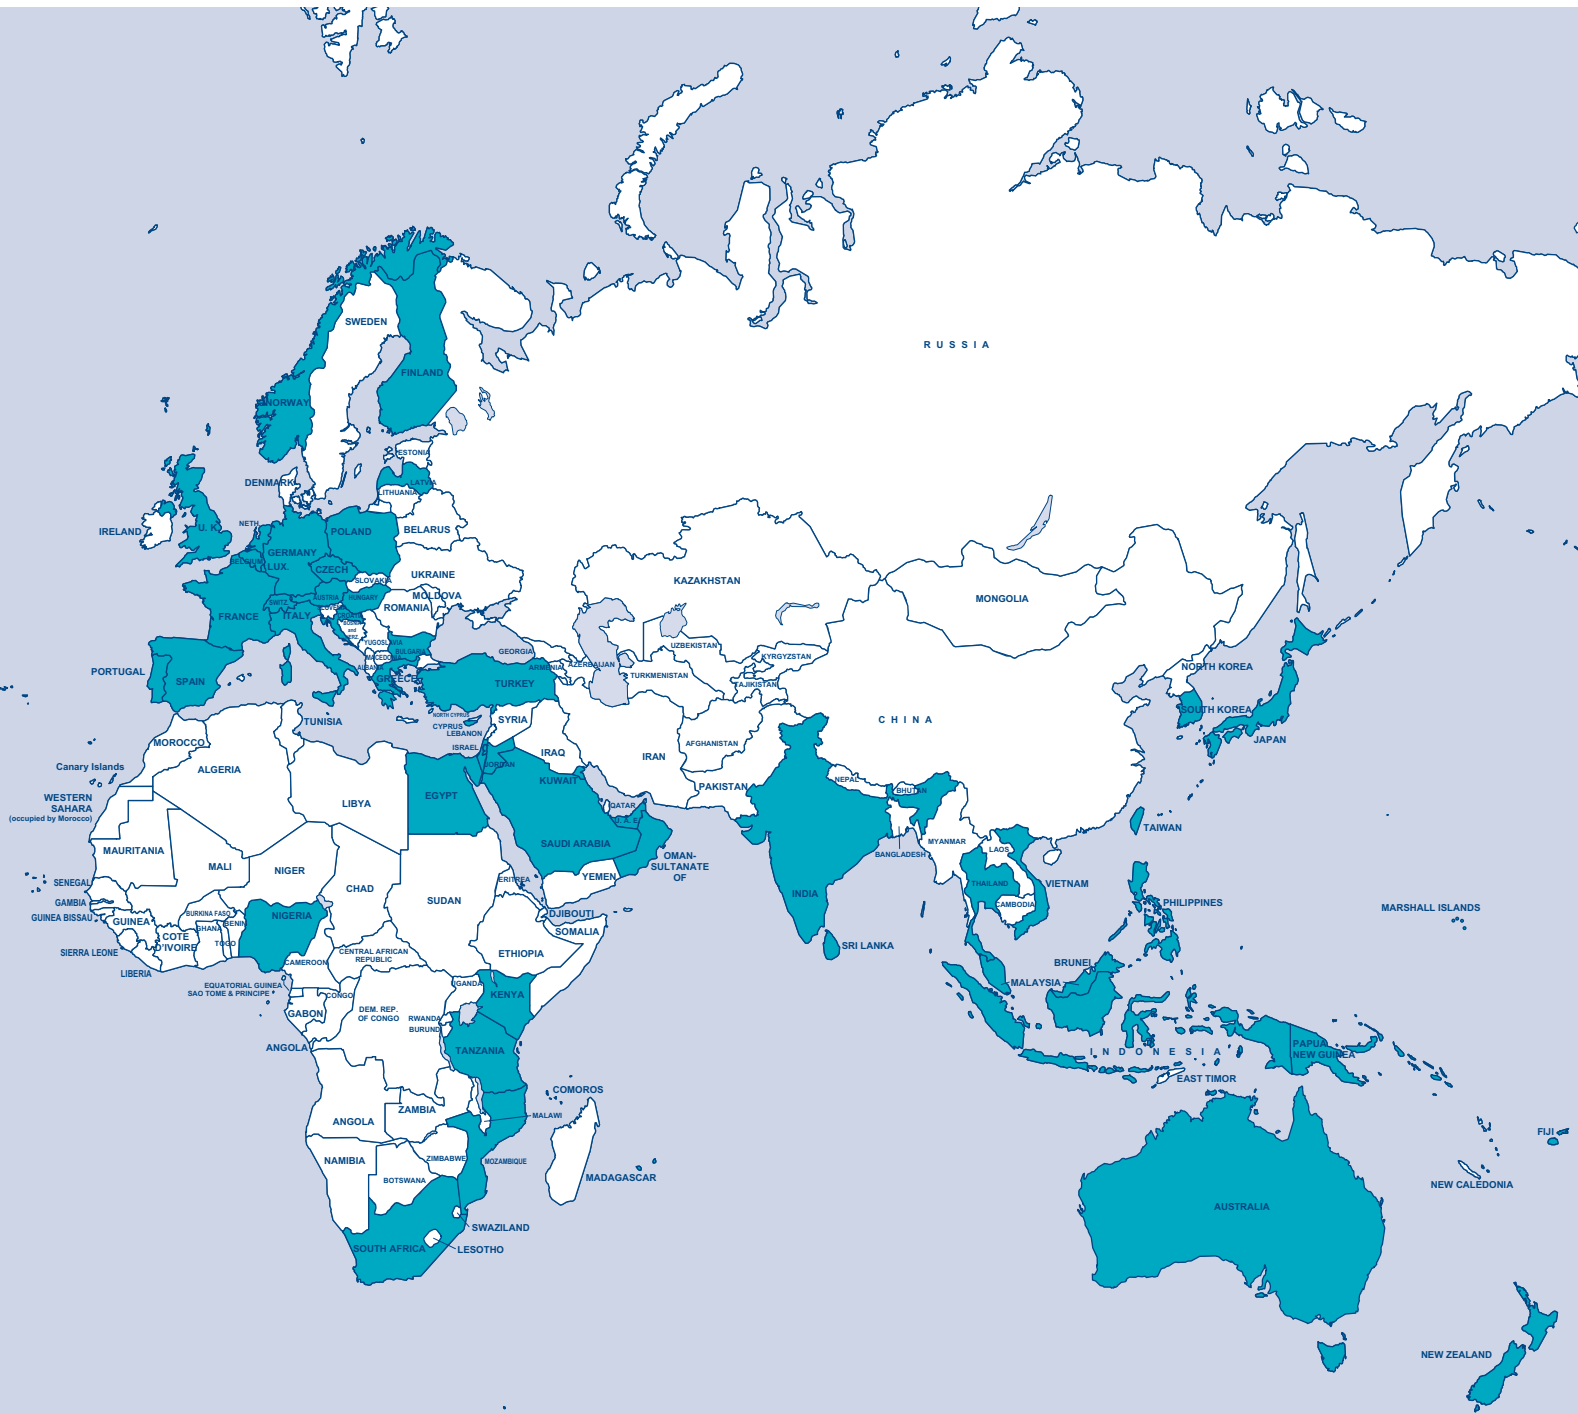 SWEDEN
R U S S I A
FINLAND
NORWAY
ESTONIA
LATVIA
LITHUANIA
DENMARK
NETH.
U. K.
IRELAND
POLAND
BELARUS
GERMANY
BELGIUM
LUX.
CZECH
SLOVAKIA
UKRAINE
KAZAKHSTAN
MONGOLIA
AUSTRIA
HUNGARY
MOLDOVA
SWITZ.
ROMANIA
FRANCE
ITALY
BOSNIA
and
HERZ.
YUGOSLAVIA
BULGARIA
GEORGIA
UZBEKISTAN
KYRGYZSTAN
MACEDONIA
ALBANIA
ARMENIA
AZERBAIJAN
NORTH KOREA
PORTUGAL
SPAIN
GREECE
TURKEY
TURKMENISTAN
TAJIKISTAN
SOUTH KOREA
NORTH CYPRUS
CYPRUS
SYRIA
LEBANON
C H I N A
JAPAN
TUNISIA
MOROCCO
ISRAEL
IRAQ
IRAN
AFGHANISTAN
JORDAN
Canary Islands
ALGERIA
KUWAIT
PAKISTAN
NEPAL
BHUTAN
WESTERN
SAHARA
(occupied by Morocco)
LIBYA
EGYPT
QATAR
U. A. E.
TAIWAN
MAURITANIA
SAUDI ARABIA
OMAN-
SULTANATE
OF
BANGLADESH
MYANMAR
LAOS
MALI
NIGER
CHAD
SUDAN
ERITREA
YEMEN
INDIA
THAILAND
VIETNAM
SENEGAL
GAMBIA
GUINEA BISSAU
GUINEA
BURKINA FASO
BENIN
GHANA
NIGERIA
DJIBOUTI
SOMALIA
CAMBODIA
PHILIPPINES
MARSHALL ISLANDS
COTE
D'IVOIRE
TOGO
SIERRA LEONE
LIBERIA
CAMEROON
CENTRAL AFRICAN
REPUBLIC
ETHIOPIA
SRI LANKA
BRUNEI
MALAYSIA
EQUATORIAL GUINEA
SAO TOME & PRINCIPE
CONGO
GABON
UGANDA
KENYA
DEM. REP.
OF CONGO
RWANDA
BURUNDI
ANGOLA
TANZANIA
I N D O N E S I A
PAPUA
NEW GUINEA
EAST TIMOR
COMOROS
ZAMBIA
ANGOLA
MALAWI
FIJI
NAMIBIA
ZIMBABWE
MOZAMBIQUE
BOTSWANA
MADAGASCAR
NEW CALEDONIA
AUSTRALIA
SWAZILAND
SOUTH AFRICA
LESOTHO
NEW ZEALAND